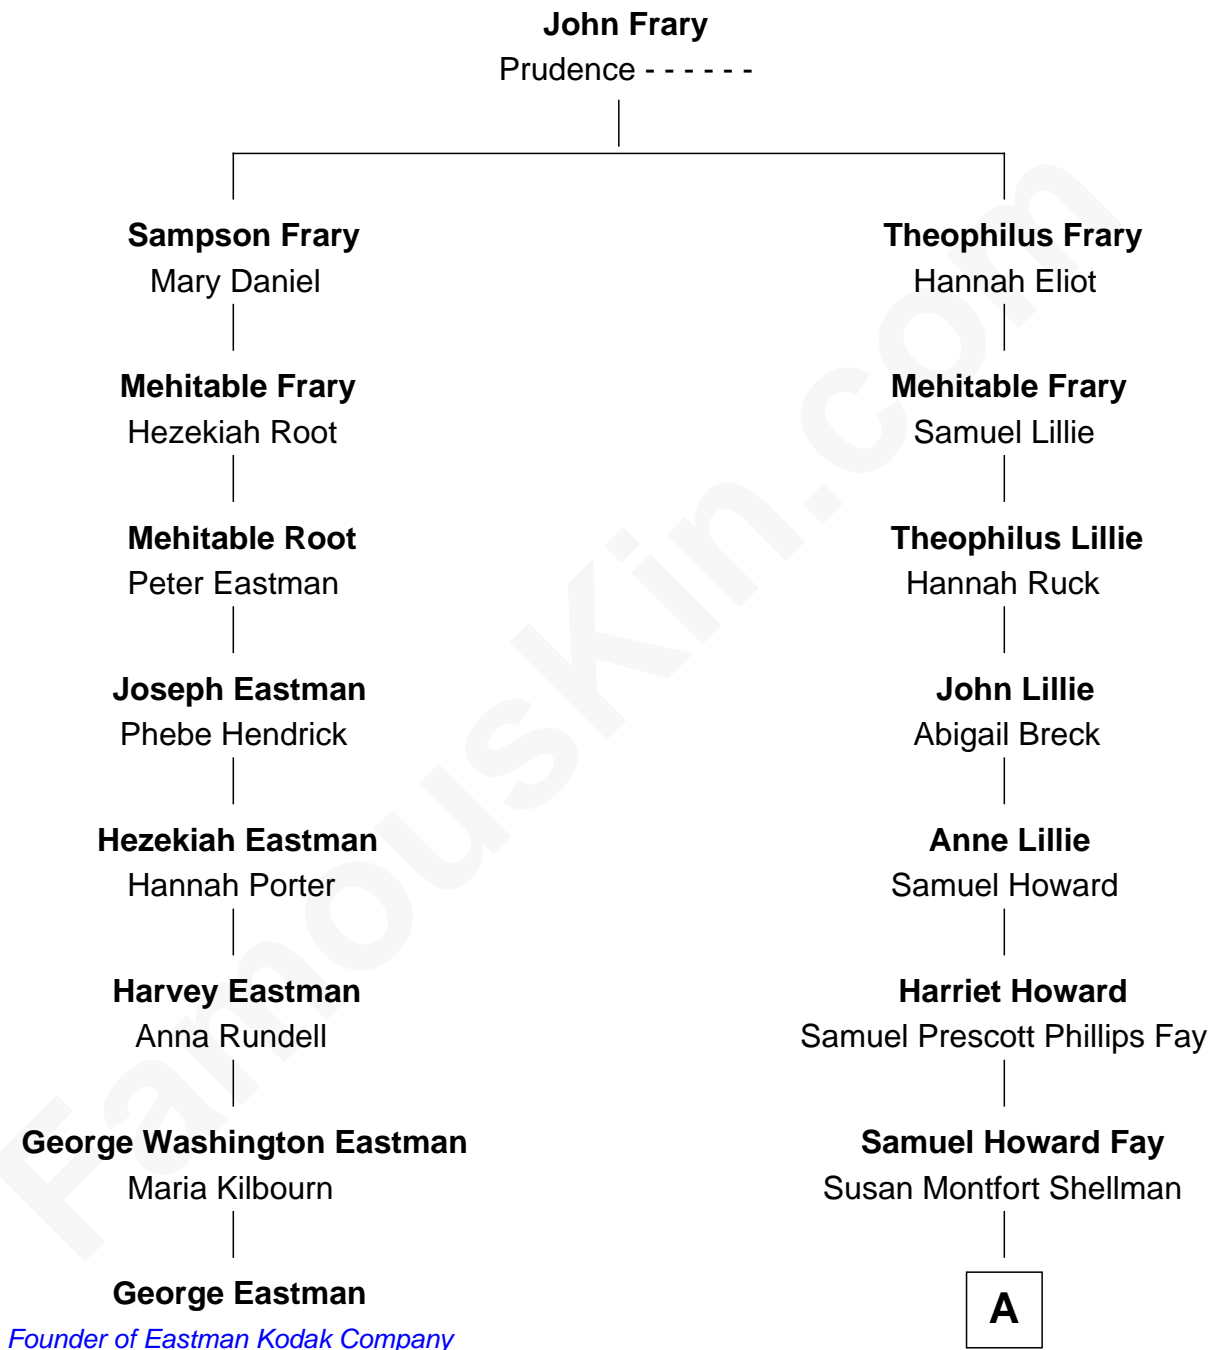 John Frary
Prudence - - - - - -
Sampson Frary
Mary Daniel
Mehitable Frary
Hezekiah Root
Mehitable Root
Peter Eastman
Joseph Eastman
Phebe Hendrick
Hezekiah Eastman
Hannah Porter
Harvey Eastman
Anna Rundell
George Washington Eastman
Maria Kilbourn
George Eastman
Founder of Eastman Kodak Company
Theophilus Frary
Hannah Eliot
Mehitable Frary
Samuel Lillie
Theophilus Lillie
Hannah Ruck
John Lillie
Abigail Breck
Anne Lillie
Samuel Howard
Harriet Howard
Samuel Prescott Phillips Fay
Samuel Howard Fay
Susan Montfort Shellman
A
FamousKin.com